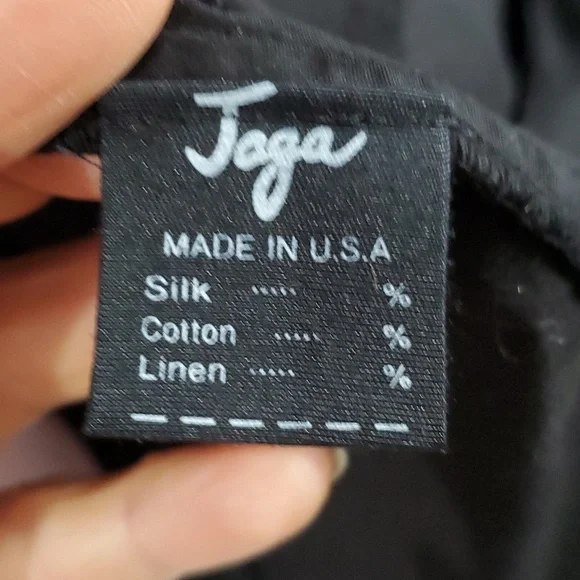 Jaga
MADE IN U.S.A
Silk ..... %
Cotton ..... %
Linen ..... %